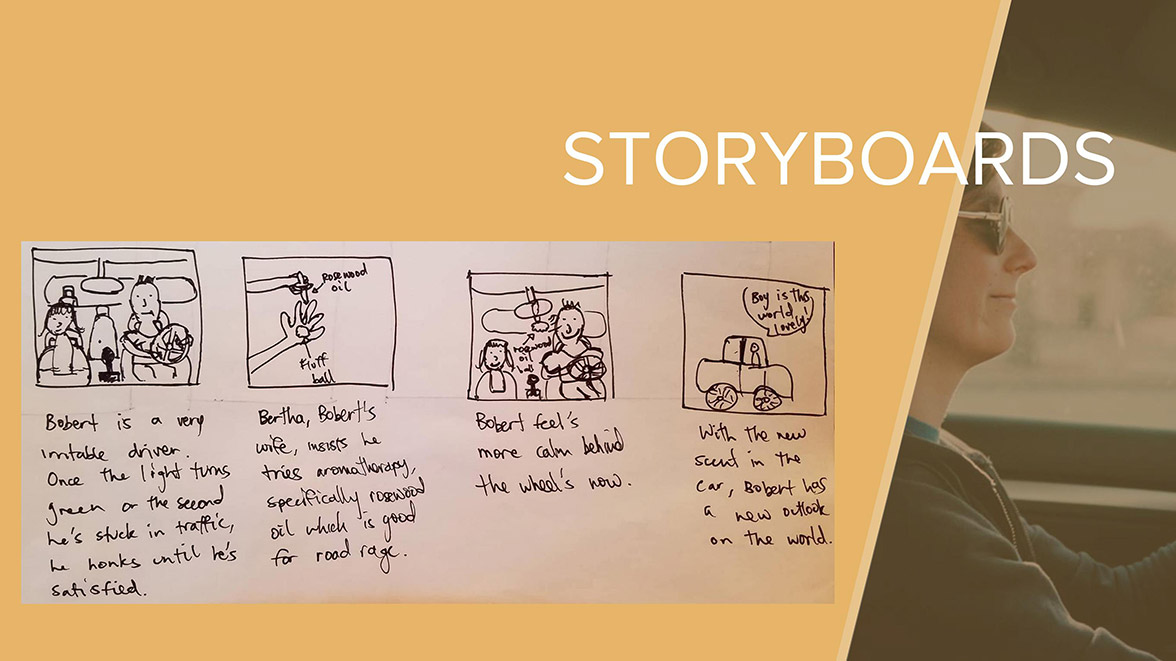 STORYBOARDS
rosewood
oil
Fluff
ball
rosewood
oil
ball
Boy is this
world
lovely!
Bobert is a very
irritable driver.
Once the light turns
green or the second
he's stuck in traffic,
he honks until he's
satisfied.
Bertha, Bobert's
wife, insists he
tries aromatherapy,
specifically rosewood
oil which is good
for road rage.
Bobert feel's
more calm behind
the wheel's now.
With the new
scent in the
car, Bobert has
a new outlook
on the world.